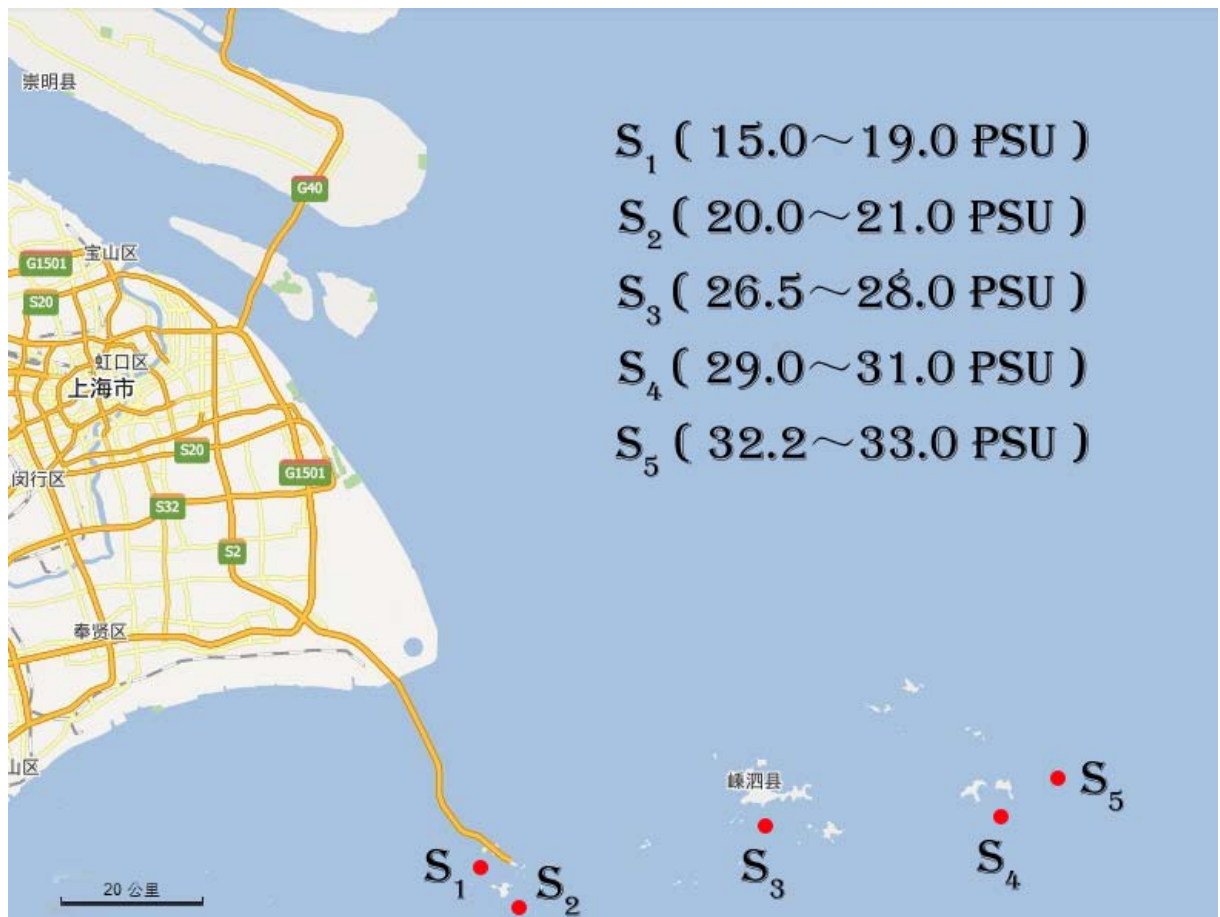 崇明县
S₁ ( 15.0～19.0 PSU )
G40
S₂ ( 20.0～21.0 PSU )
宝山区
G1501
S20
S₃ ( 26.5～28.0 PSU )
虹口区
上海市
S₄ ( 29.0～31.0 PSU )
S20
S₅ ( 32.2～33.0 PSU )
闵行区
G1501
S32
S2
奉贤区
山区
嵊泗县
S₅
S₁
S₂
S₃
S₄
20 公里